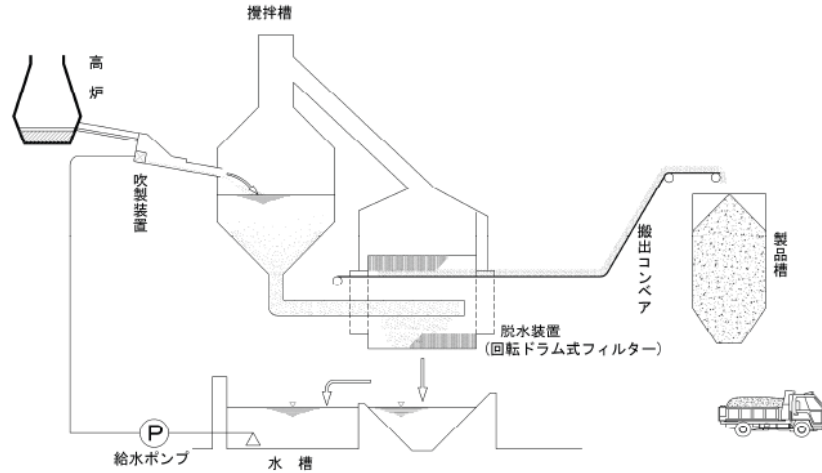 攪拌槽
高炉
吹製装置
搬出コンベア
製品槽
脱水装置
(回転ドラム式フィルター)
P
給水ポンプ
水 槽